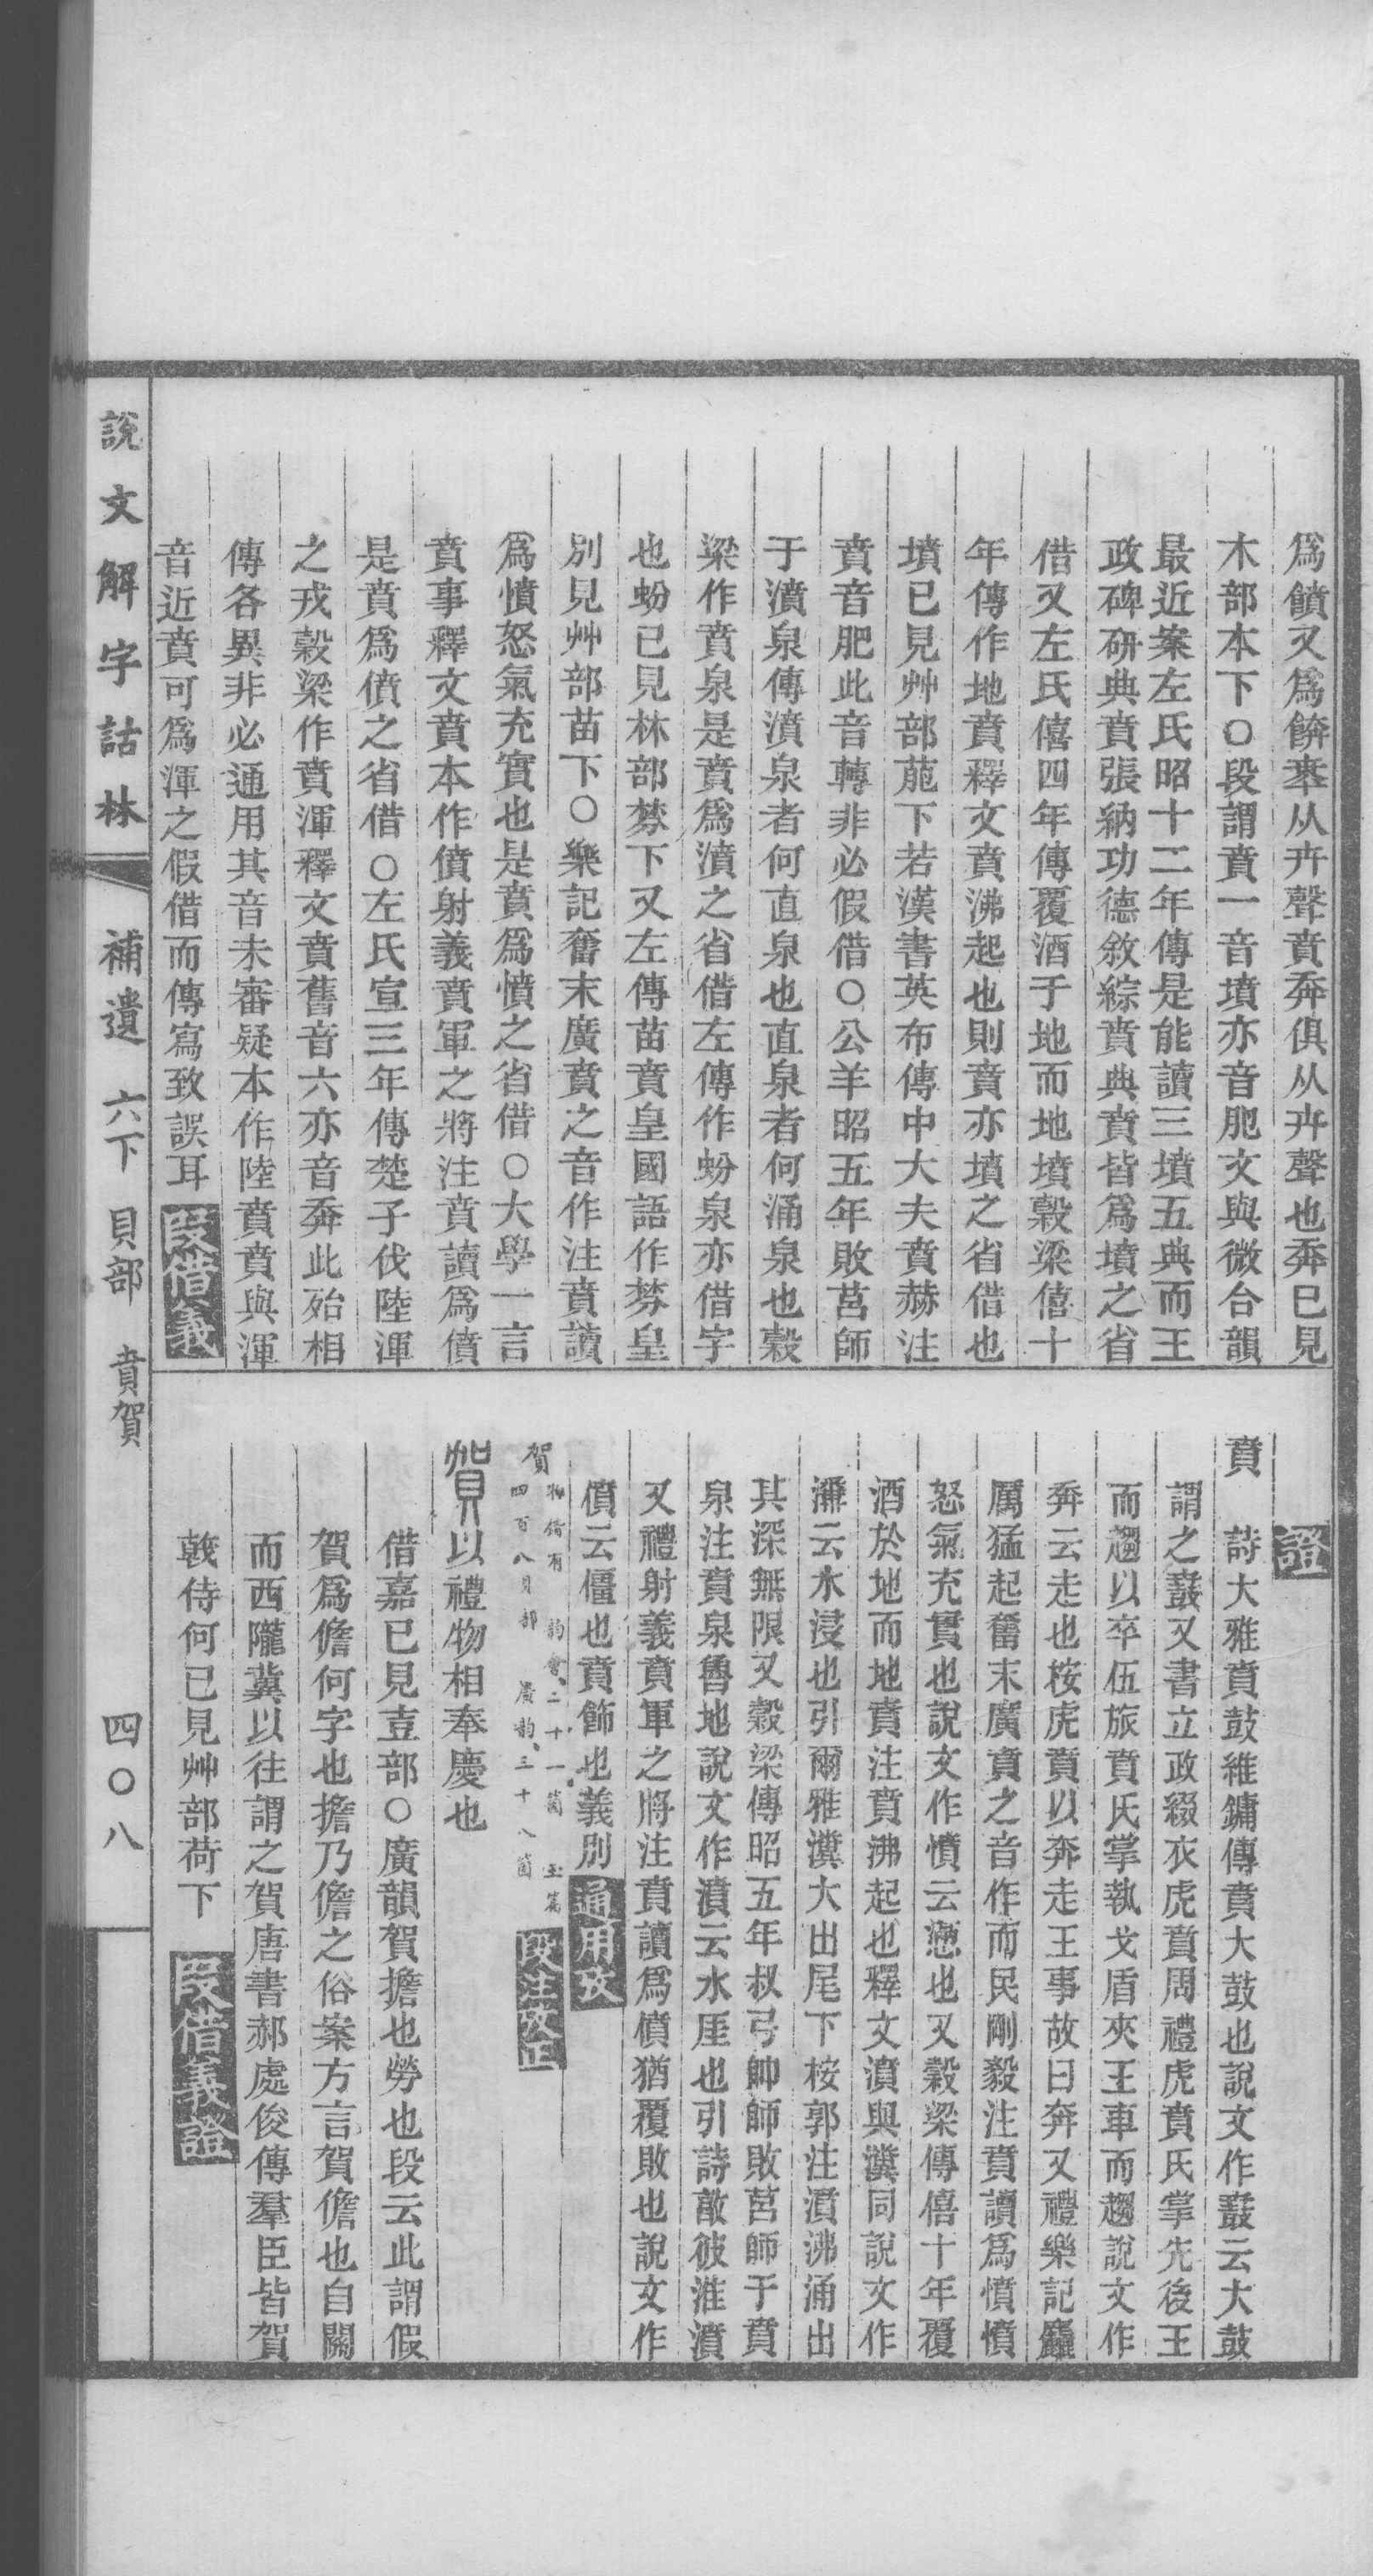 爲饙又爲餴𡴞从卉聲賁奔俱从卉聲也奔已見
木部本下○段謂賁一音墳亦音肥文與微合韻
最近案左氏昭十二年傳是能讀三墳五典而王
政碑研典賁張納功德敘綜賁典賁皆爲墳之省
借又左氏僖四年傳覆酒于地而地墳穀梁僖十
年傳作地賁釋文賁沸起也則賁亦墳之省借也
墳已見艸部萉下若漢書英布傳中大夫賁赫注
賁音肥此音轉非必假借○公羊昭五年敗莒師
于濆泉傳濆泉者何直泉也直泉者何涌泉也穀
梁作賁泉是賁爲濆之省借左傳作蚡泉亦借字
也蚡已見林部棼下又左傳苗賁皇國語作棼皇
別見艸部苗下○樂記奮末廣賁之音作注賁讀
爲憤怒氣充實也是賁爲憤之省借○大學一言
賁事釋文賁本作僨射義賁軍之將注賁讀爲僨
是賁爲僨之省借○左氏宣三年傳楚子伐陸渾
之戎穀梁作賁渾釋文賁舊音六亦音奔此殆相
傳各異非必通用其音未審疑本作陸賁賁與渾
音近賁可爲渾之假借而傳寫致誤耳 叚借義
證
賁 詩大雅賁鼓維鏞傳賁大鼓也說文作鼖云大鼓
謂之鼖又書立政綴衣虎賁周禮虎賁氏掌先後王
而趨以卒伍旅賁氏掌執戈盾夾王車而趨說文作
奔云走也桉虎賁以奔走王事故曰奔又禮樂記麤
厲猛起奮末廣賁之音作而民剛毅注賁讀爲憤憤
怒氣充實也說文作憤云懣也又穀梁傳僖十年覆
酒於地而地賁注賁沸起也釋文濆與瀵同說文作
瀵云水浸也引爾雅瀵大出尾下桉郭注濆沸涌出
其深無限又穀梁傳昭五年叔弓帥師敗莒師于賁
泉注賁泉魯地說文作濆云水厓也引詩敦彼淮濆
又禮射義賁軍之將注賁讀爲僨猶覆敗也說文作
僨云僵也賁飾也義別 通用攷
賀 四百八貝部 廣韵三十八箇 韵會二十一箇 玉篇 段注攷正
賀以禮物相奉慶也
借嘉已見壴部○廣韻賀擔也勞也段云此謂假
賀爲儋何字也擔乃儋之俗案方言賀儋也自關
而西隴冀以往謂之賀唐書郝處俊傳羣臣皆賀
戟侍何已見艸部荷下 叚借義證
說文解字詁林 補遺 六下 貝部 賁賀 四○八